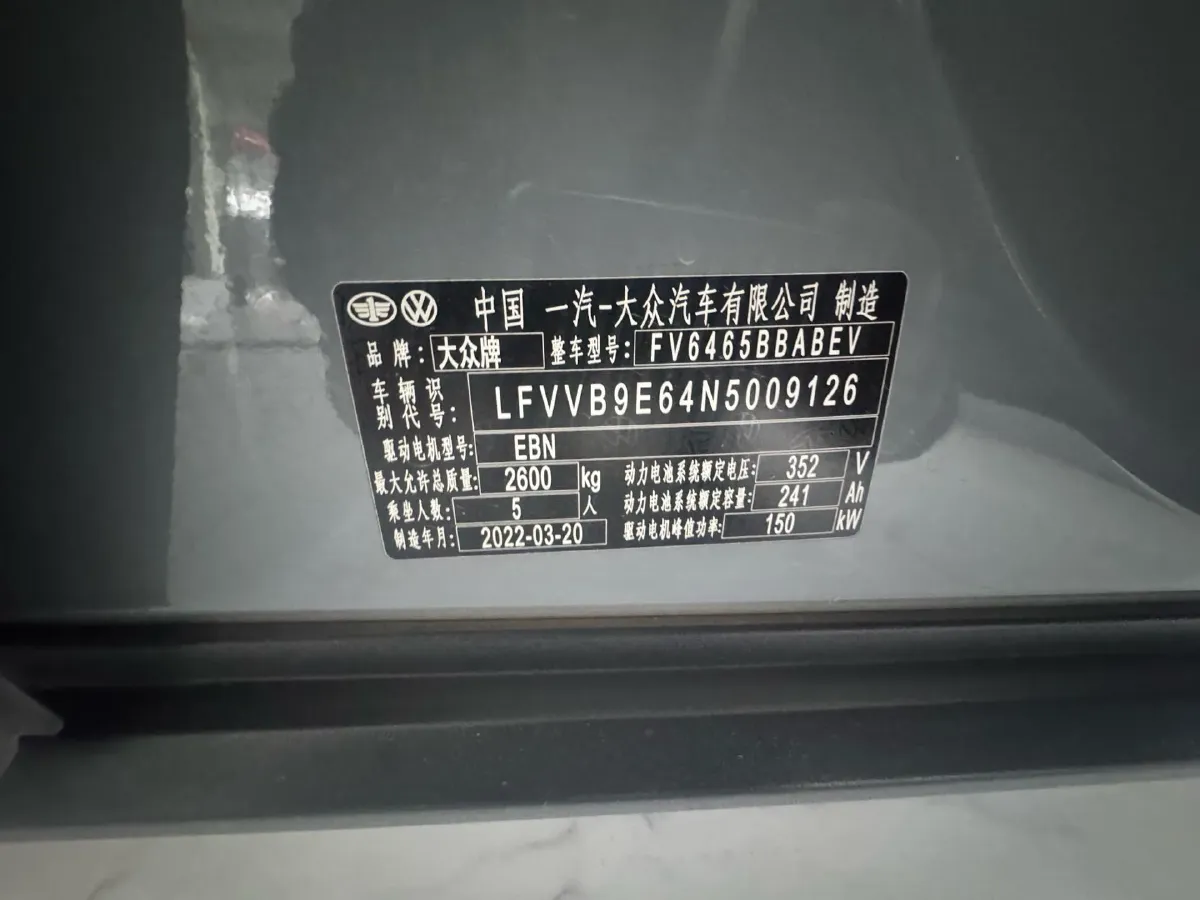 中国 一汽-大众汽车有限公司 制造
品牌: 大众牌 整车型号: FV6465BBABEV
车辆识别代号: LFVVB9E64N5009126
驱动电机型号: EBN
最大允许总质量: 2600 kg 动力电池系统额定电压: 352 V
乘坐人数: 5 人 动力电池系统额定容量: 241 Ah
制造年月: 2022-03-20 驱动电机峰值功率: 150 kW